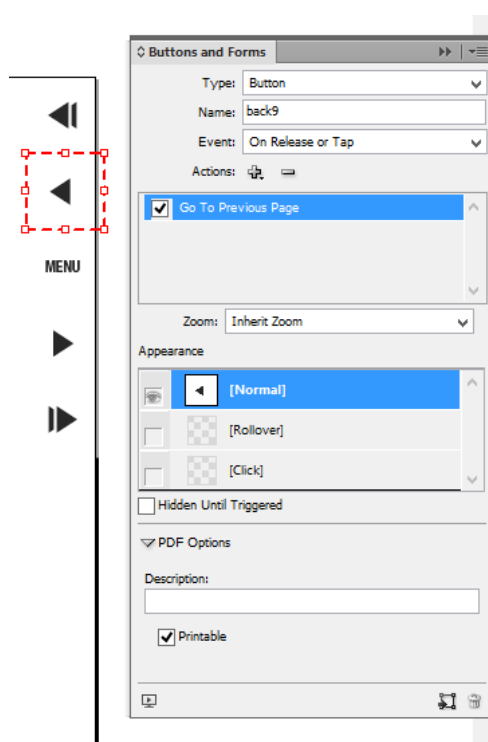 Buttons and Forms
Type: Button
Name: back9
Event: On Release or Tap
Actions:
Go To Previous Page
MENU
Zoom: Inherit Zoom
Appearance
[Normal]
[Rollover]
[Click]
Hidden Until Triggered
PDF Options
Description:
Printable